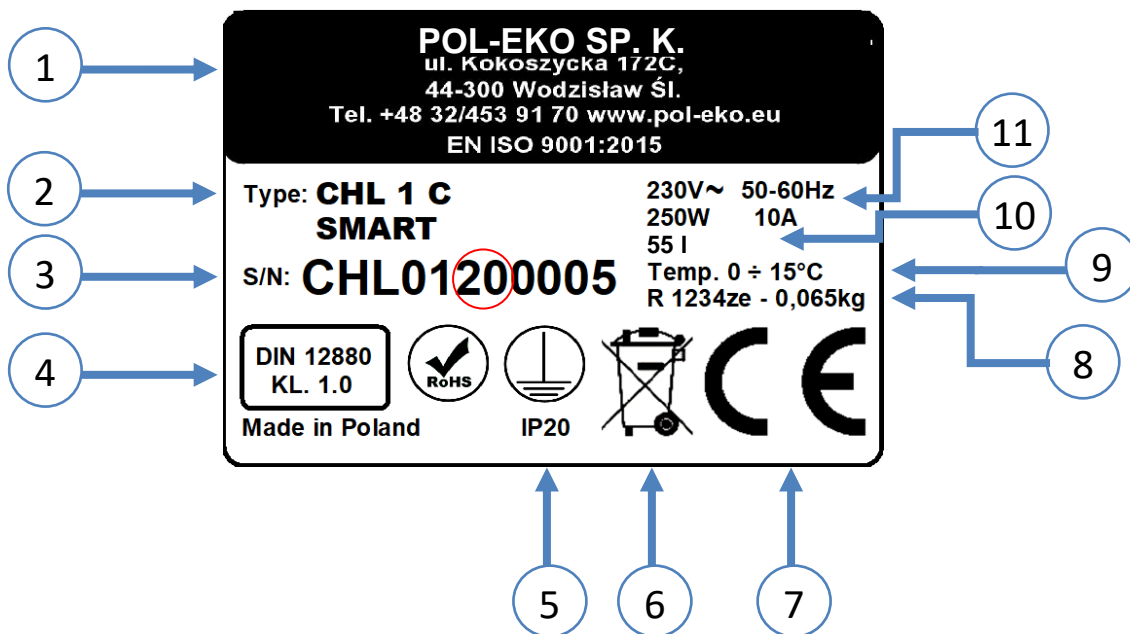 POL-EKO SP. K.
ul. Kokoszycka 172C,
44-300 Wodzisław Śl.
Tel. +48 32/453 91 70 www.pol-eko.eu
EN ISO 9001:2015
Type: CHL 1 C
SMART
S/N: CHL01200005
230V~ 50-60Hz
250W 10A
55 l
Temp. 0 ÷ 15°C
R 1234ze - 0,065kg
DIN 12880
KL. 1.0
RoHS
CE
Made in Poland
IP20
1
2
3
4
5
6
7
8
9
10
11